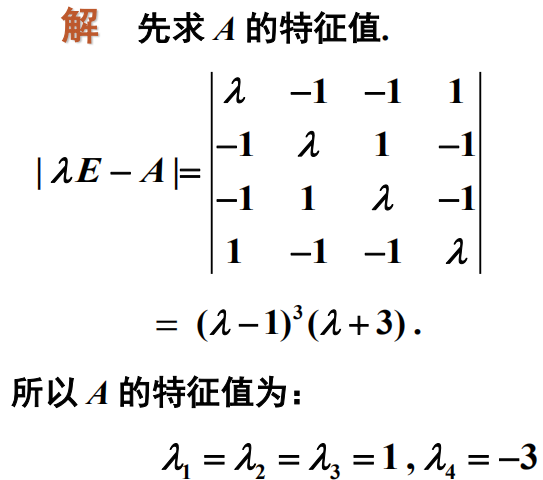 解 先求 A 的特征值.
λ −1 −1 1
−1 λ 1 −1
| λE − A |=
−1 1 λ −1
1 −1 −1 λ
= (λ − 1)³(λ + 3) .
所以 A 的特征值为：
λ₁ = λ₂ = λ₃ = 1 , λ₄ = −3